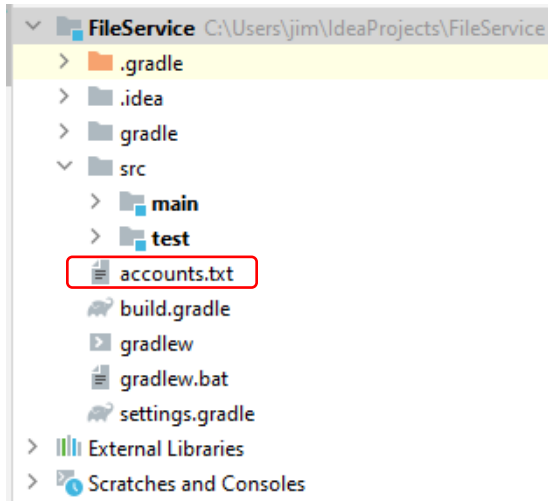 FileService C:\Users\jim\IdeaProjects\FileService
.gradle
.idea
gradle
src
main
test
accounts.txt
build.gradle
gradlew
gradlew.bat
settings.gradle
External Libraries
Scratches and Consoles